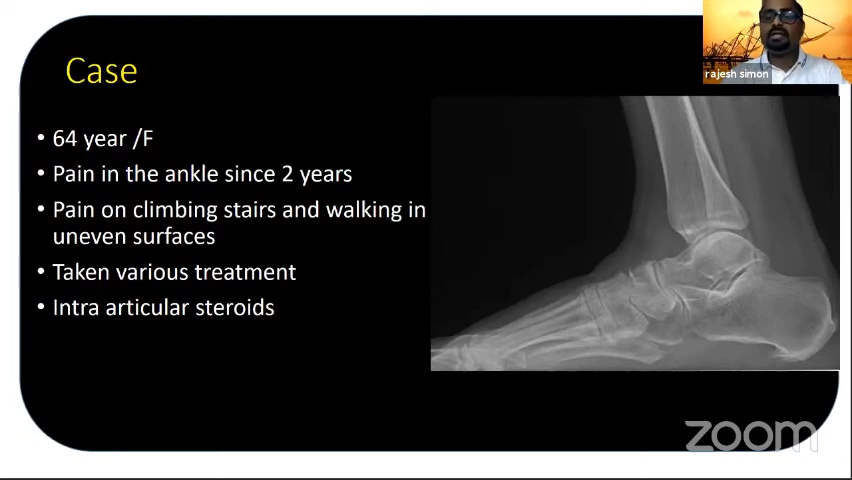 rajesh simon
Case
• 64 year /F
• Pain in the ankle since 2 years
• Pain on climbing stairs and walking in
uneven surfaces
• Taken various treatment
• Intra articular steroids
zoom